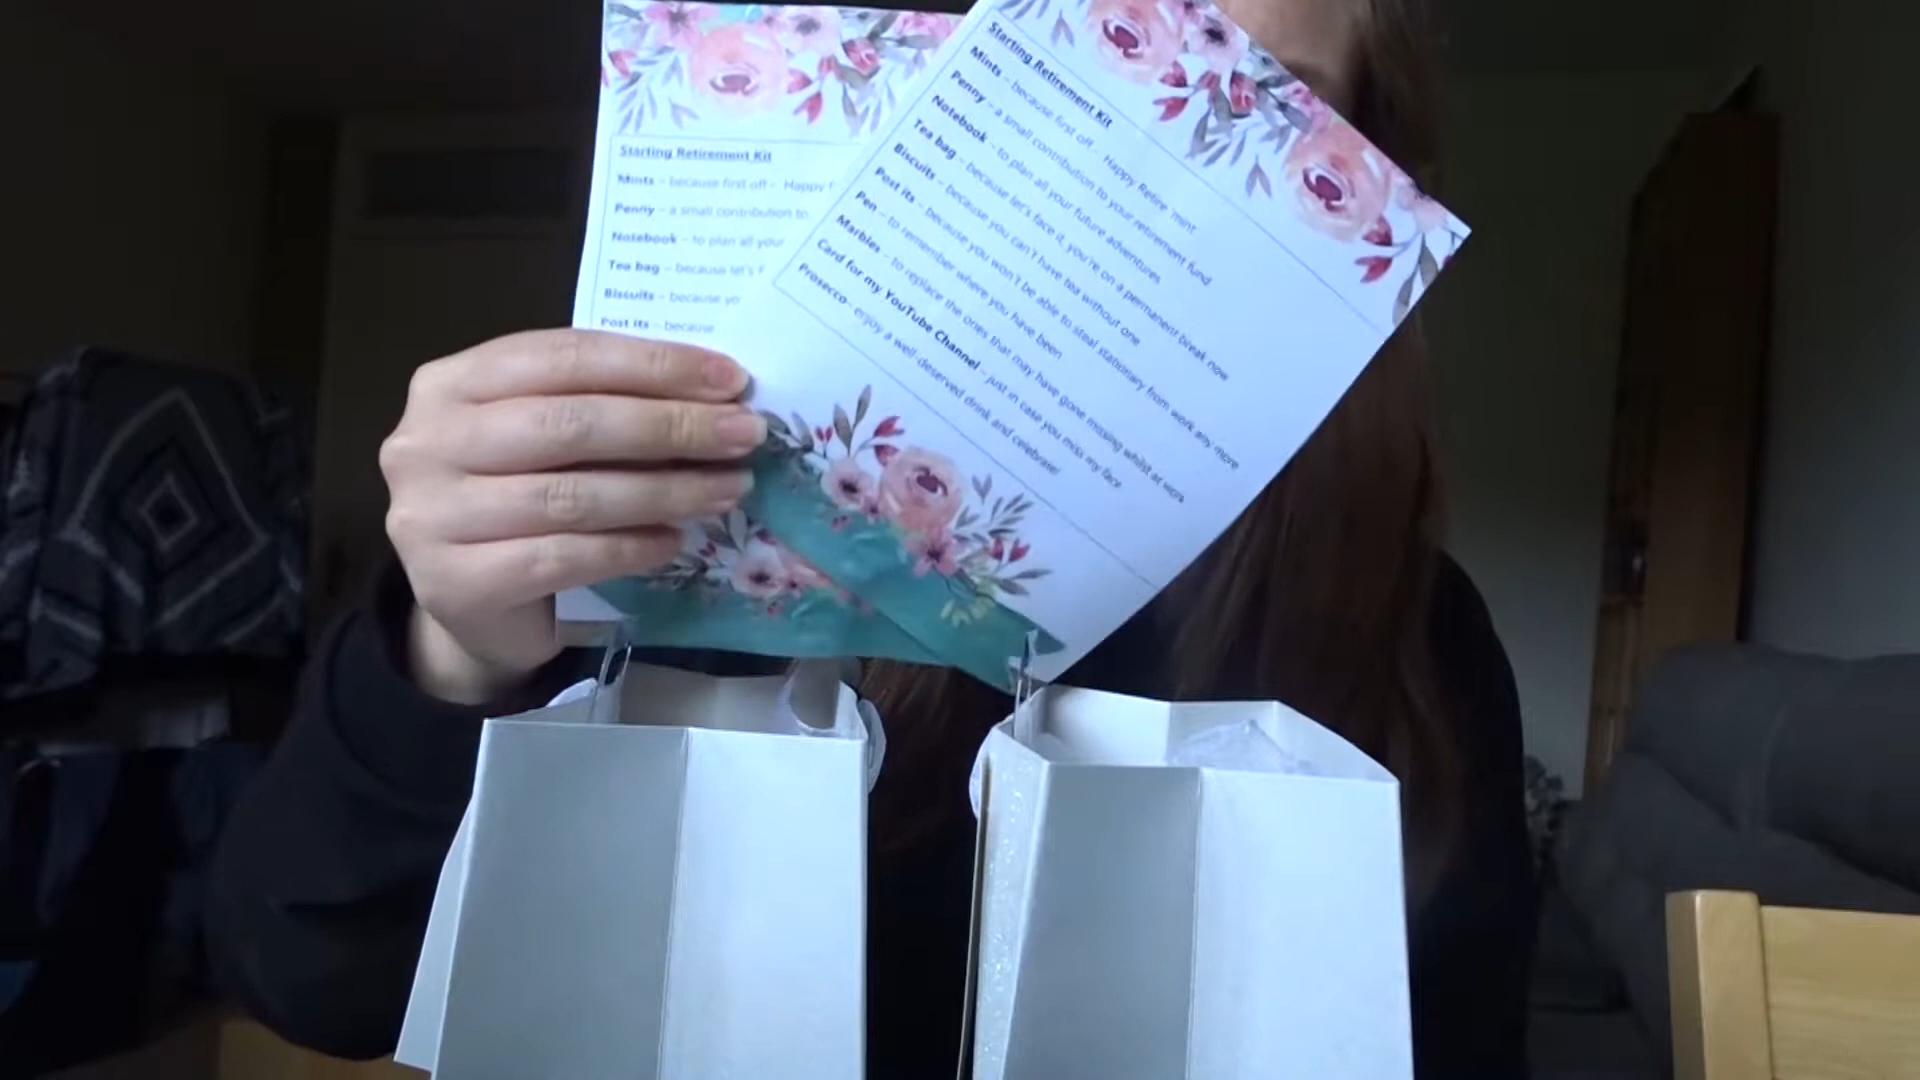 Starting Retirement Kit
Mints – because first off – Happy f
Penny – a small contribution to
Notebook – to plan all your
Tea bag – because let's f
Biscuits – because yo
Post its – because
Starting Retirement Kit
Mints – because first off – Happy Retire 'mint
Penny – a small contribution to your retirement fund
Notebook – to plan all your future adventures
Tea bag – because let's face it, you're on a permanent break now
Biscuits – because you can't have tea without one
Post its – because you won't be able to steal stationary from work any more
Pen – to remember where you have been
Marbles – to replace the ones that may have gone missing whilst at work
Card for my YouTube Channel – just in case you miss my face
Prosecco– enjoy a well-deserved drink and celebrate!